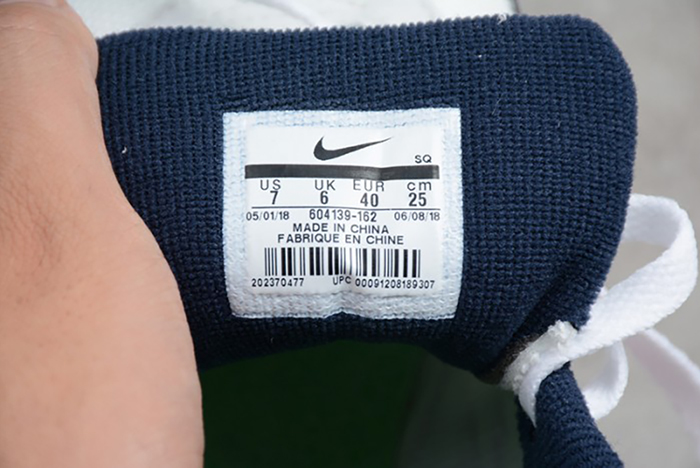 SQ
US UK EUR cm
7 6 40 25
05/01/18 604139-162 06/08/18
MADE IN CHINA
FABRIQUE EN CHINE
202370477 UPC 00091208189307